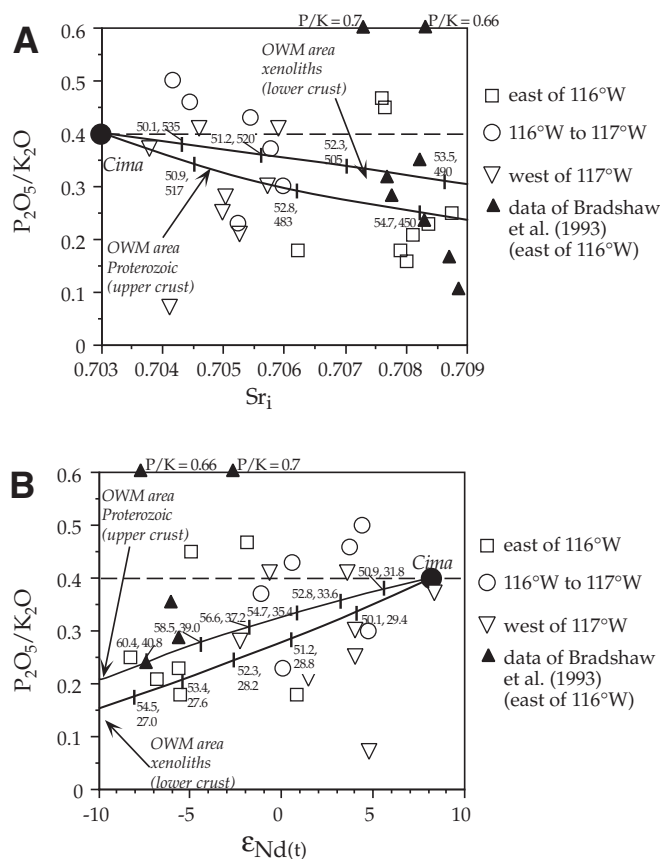 A
P/K = 0.7
P/K = 0.66
0.6
0.5
0.4
0.3
0.2
0.1
0
P₂O₅/K₂O
OWM area
xenoliths
(lower crust)
50.1, 535
51.2, 520
52.3,
505
53.5,
490
Cima
50.9,
517
52.8,
483
54.7, 450
OWM area
Proterozoic
(upper crust)
0.703
0.704
0.705
0.706
0.707
0.708
0.709
Srᵢ
east of 116°W
116°W to 117°W
west of 117°W
data of Bradshaw
et al. (1993)
(east of 116°W)
B
P/K = 0.66
P/K = 0.7
0.6
0.5
0.4
0.3
0.2
0.1
0
P₂O₅/K₂O
OWM area
Proterozoic
(upper crust)
Cima
50.9, 31.8
52.8, 33.6
54.7, 35.4
56.6, 37.2
58.5, 39.0
60.4, 40.8
50.1, 29.4
51.2,
28.8
52.3,
28.2
53.4,
27.6
54.5,
27.0
OWM area
xenoliths
(lower crust)
-10
-5
0
5
10
εNd(t)
east of 116°W
116°W to 117°W
west of 117°W
data of Bradshaw
et al. (1993)
(east of 116°W)